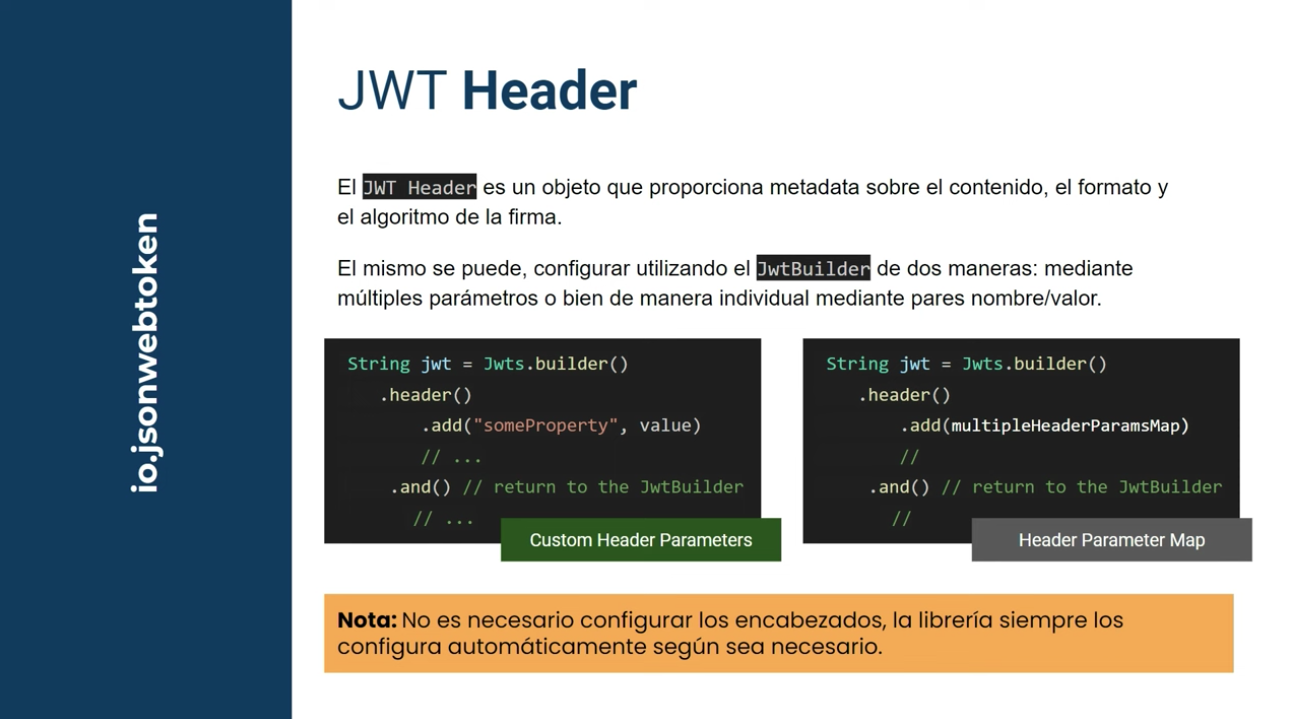 io.jsonwebtoken
JWT Header
El JWT Header es un objeto que proporciona metadata sobre el contenido, el formato y
el algoritmo de la firma.
El mismo se puede, configurar utilizando el JwtBuilder de dos maneras: mediante
múltiples parámetros o bien de manera individual mediante pares nombre/valor.
String jwt = Jwts.builder()
.header()
.add("someProperty", value)
// ...
.and() // return to the JwtBuilder
// ...
Custom Header Parameters
String jwt = Jwts.builder()
.header()
.add(multipleHeaderParamsMap)
//
.and() // return to the JwtBuilder
//
Header Parameter Map
Nota: No es necesario configurar los encabezados, la librería siempre los
configura automáticamente según sea necesario.